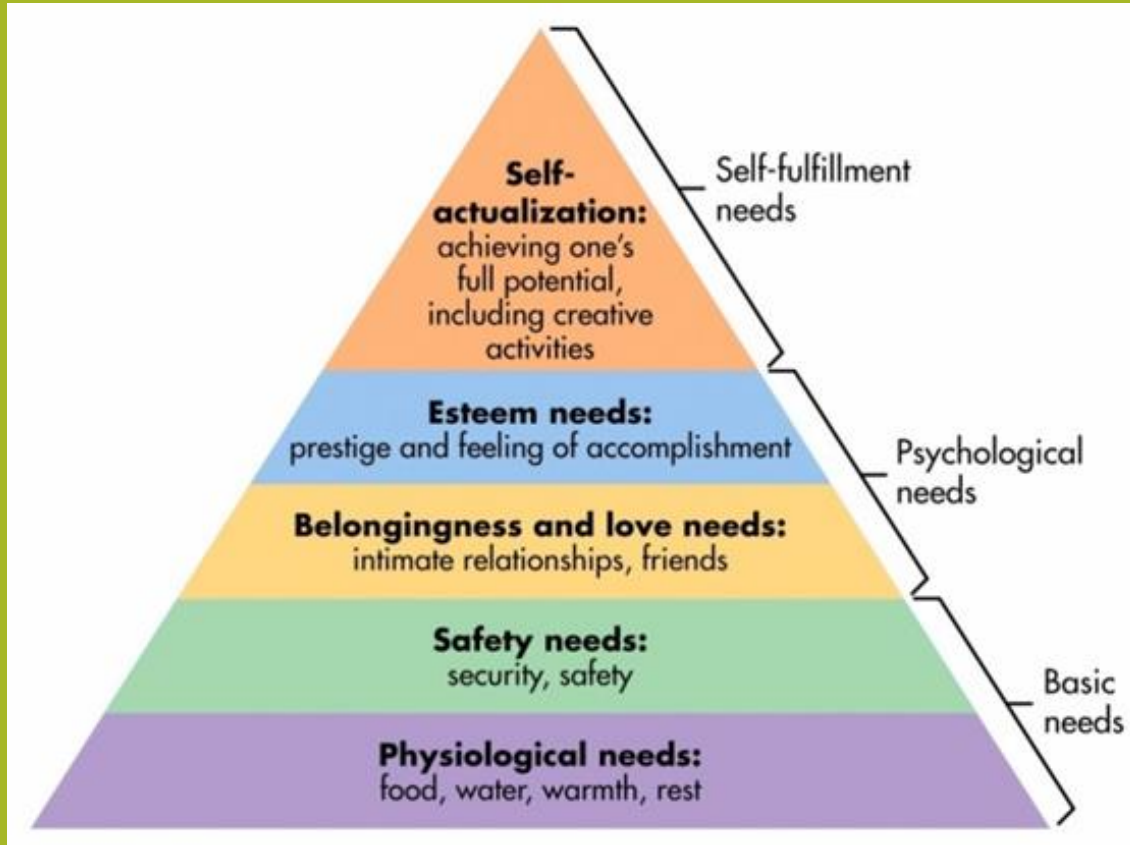 Self-
actualization:
achieving one's
full potential,
including creative
activities
Esteem needs:
prestige and feeling of accomplishment
Belongingness and love needs:
intimate relationships, friends
Safety needs:
security, safety
Physiological needs:
food, water, warmth, rest
Self-fulfillment
needs
Psychological
needs
Basic
needs